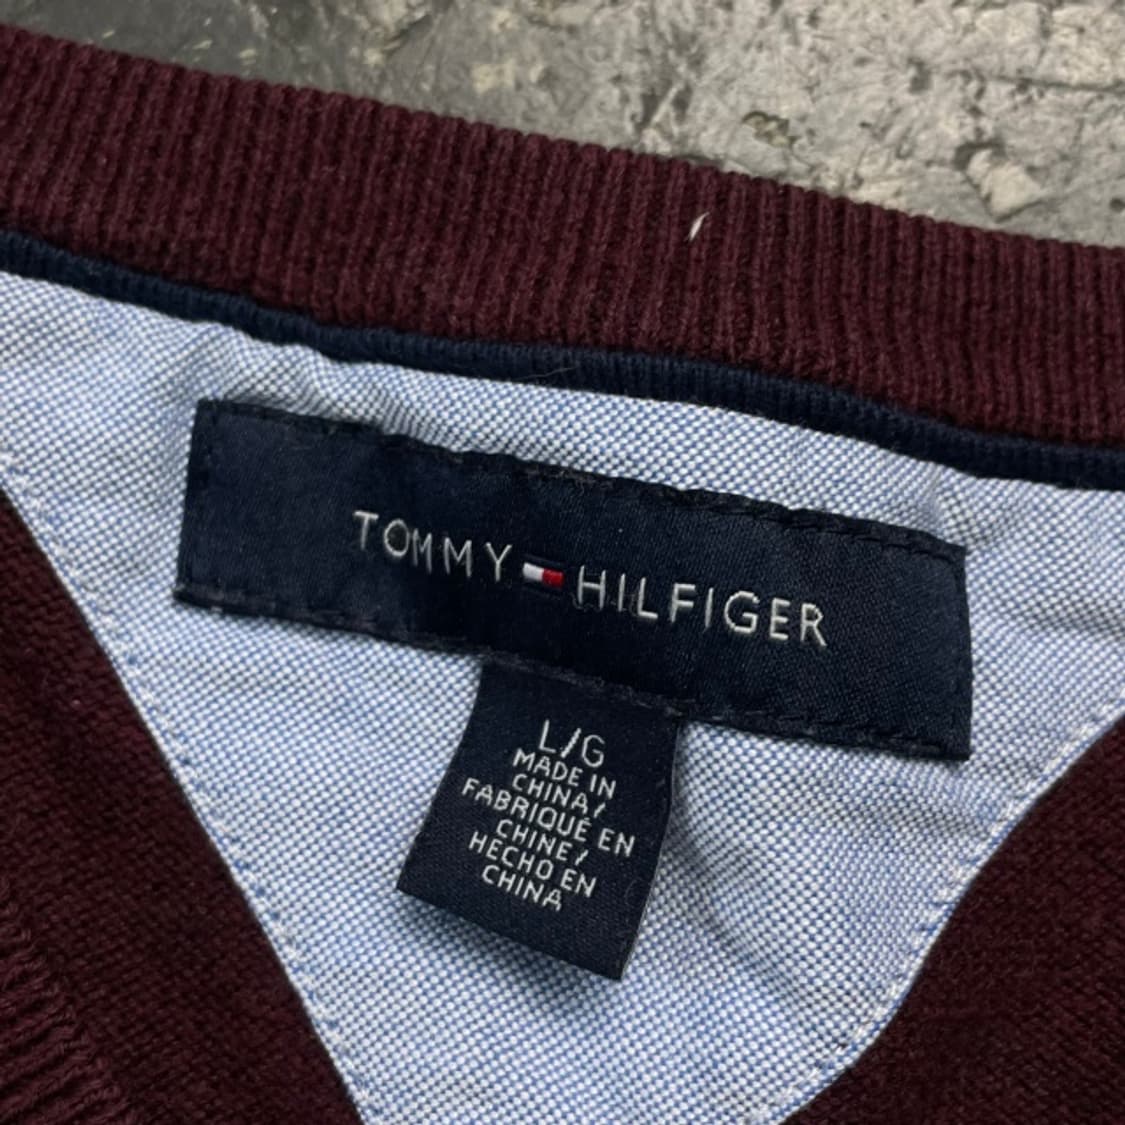 TOMMY HILFIGER
L/G
MADE IN
CHINA/
FABRIQUÉ EN
CHINE/
HECHO EN
CHINA